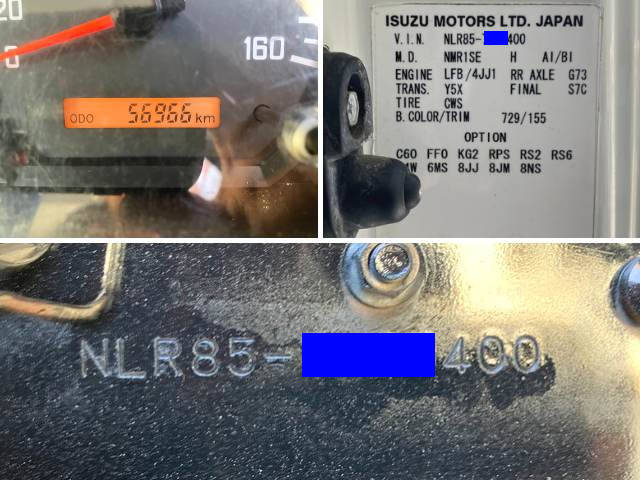 20
160
ODO 56966 km
C
ISUZU MOTORS LTD. JAPAN
V.I.N. NLR85- 400
M.D. NMR1SE H AI/BI
ENGINE LFB/4JJ1 RR AXLE G73
TRANS. Y5X FINAL S7C
TIRE CWS
B.COLOR/TRIM 729/155
OPTION
C60 FF0 KG2 RPS RS2 RS6
6MS 8JJ 8JM 8NS
NLR85- 400